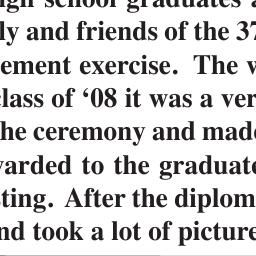 gh school graduates a
ly and friends of the 37
ement exercise. The w
class of ‘08 it was a ver
he ceremony and made
warded to the graduate
ting. After the diplom
nd took a lot of picture